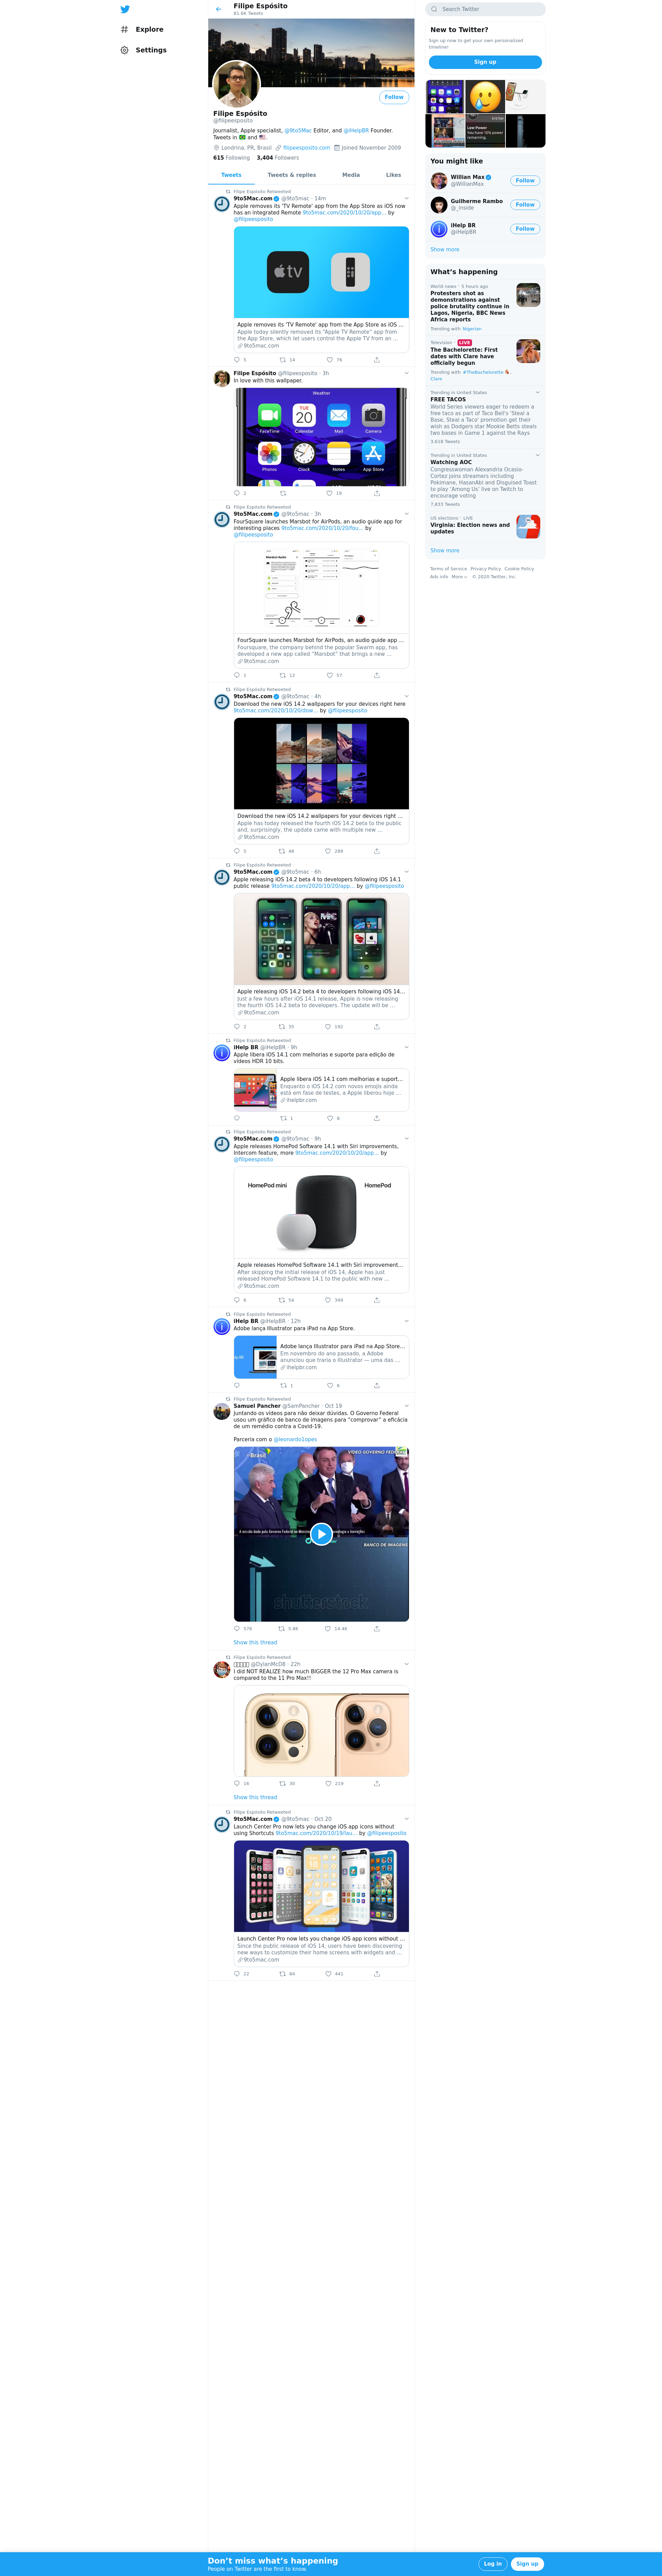 Explore
Settings
Filipe Espósito
81.6K Tweets
Follow
Filipe Espósito
@filipeesposito
Journalist, Apple specialist, @9to5Mac Editor, and @iHelpBR Founder.
Tweets in 🇧🇷 and 🇺🇸.
Londrina, PR, Brasil filipeesposito.com Joined November 2009
615 Following 3,404 Followers
Tweets Tweets & replies Media Likes
Filipe Espósito Retweeted
9to5Mac.com @9to5mac · 14m
Apple removes its 'TV Remote' app from the App Store as iOS now
has an integrated Remote 9to5mac.com/2020/10/20/app… by
@filipeesposito
Apple removes its 'TV Remote' app from the App Store as iOS …
Apple today silently removed its "Apple TV Remote" app from
the App Store, which let users control the Apple TV from an …
9to5mac.com
5 14 76
Filipe Espósito @filipeesposito · 3h
In love with this wallpaper.
Weather
FaceTime Calendar Mail Camera
Photos Clock Notes App Store
2 19
Filipe Espósito Retweeted
9to5Mac.com @9to5mac · 3h
FourSquare launches Marsbot for AirPods, an audio guide app for
interesting places 9to5mac.com/2020/10/20/fou… by
@filipeesposito
FourSquare launches Marsbot for AirPods, an audio guide app …
Foursquare, the company behind the popular Swarm app, has
developed a new app called "Marsbot" that brings a new …
9to5mac.com
1 12 57
Filipe Espósito Retweeted
9to5Mac.com @9to5mac · 4h
Download the new iOS 14.2 wallpapers for your devices right here
9to5mac.com/2020/10/20/dow… by @filipeesposito
Download the new iOS 14.2 wallpapers for your devices right …
Apple has today released the fourth iOS 14.2 beta to the public
and, surprisingly, the update came with multiple new …
9to5mac.com
5 48 289
Filipe Espósito Retweeted
9to5Mac.com @9to5mac · 6h
Apple releasing iOS 14.2 beta 4 to developers following iOS 14.1
public release 9to5mac.com/2020/10/20/app… by @filipeesposito
Apple releasing iOS 14.2 beta 4 to developers following iOS 14…
Just a few hours after iOS 14.1 release, Apple is now releasing
the fourth iOS 14.2 beta to developers. The update will be …
9to5mac.com
2 35 192
Filipe Espósito Retweeted
iHelp BR @iHelpBR · 9h
Apple libera iOS 14.1 com melhorias e suporte para edição de
vídeos HDR 10 bits.
Apple libera iOS 14.1 com melhorias e suport…
Enquanto o iOS 14.2 com novos emojis ainda
está em fase de testes, a Apple liberou hoje …
ihelpbr.com
1
Filipe Espósito Retweeted
9to5Mac.com @9to5mac · 9h
Apple releases HomePod Software 14.1 with Siri improvements,
Intercom feature, more 9to5mac.com/2020/10/20/app… by
@filipeesposito
HomePod mini HomePod
Apple releases HomePod Software 14.1 with Siri improvement…
After skipping the initial release of iOS 14, Apple has just
released HomePod Software 14.1 to the public with new …
9to5mac.com
6 54
Filipe Espósito Retweeted
iHelp BR @iHelpBR · 12h
Adobe lança Illustrator para iPad na App Store.
Adobe lança Illustrator para iPad na App Store…
Em novembro do ano passado, a Adobe
anunciou que traria o Illustrator — uma das …
ihelpbr.com
1 6
Filipe Espósito Retweeted
Samuel Pancher @SamPancher · Oct 19
Juntando os vídeos para não deixar dúvidas. O Governo Federal
usou um gráfico de banco de imagens para "comprovar" a eficácia
de um remédio contra a Covid-19.
Parceria com o @leonardo1opes
Brasil
VÍDEO GOVERNO FEDERAL
BANCO DE IMAGENS
shutterstock
576 5.8K 14.4K
Show this thread
Filipe Espósito Retweeted
@DylanMcD8 · 22h
I did NOT REALIZE how much BIGGER the 12 Pro Max camera is
compared to the 11 Pro Max!!
16 30 219
Show this thread
Filipe Espósito Retweeted
9to5Mac.com @9to5mac · Oct 20
Launch Center Pro now lets you change iOS app icons without
using Shortcuts 9to5mac.com/2020/10/19/lau… by @filipeesposito
Launch Center Pro now lets you change iOS app icons without …
Since the public release of iOS 14, users have been discovering
new ways to customize their home screens with widgets and …
9to5mac.com
22 84 441
Search Twitter
New to Twitter?
Sign up now to get your own personalized
timeline!
Sign up
Low Power
You have 10% power
remaining.
You might like
Willian Max
@WillianMax
Follow
Guilherme Rambo
@_inside
Follow
iHelp BR
@iHelpBR
Follow
Show more
What's happening
World news · 5 hours ago
Protesters shot as
demonstrations against
police brutality continue in
Lagos, Nigeria, BBC News
Africa reports
Trending with Nigerian
Television · LIVE
The Bachelorette: First
dates with Clare have
officially begun
Trending with #TheBachelorette,
Clare
Trending in United States
FREE TACOS
World Series viewers eager to redeem a
free taco as part of Taco Bell's 'Steal a
Base, Steal a Taco' promotion get their
wish as Dodgers star Mookie Betts steals
two bases in Game 1 against the Rays
3,618 Tweets
Trending in United States
Watching AOC
Congresswoman Alexandria Ocasio-
Cortez joins streamers including
Pokimane, HasanAbi and Disguised Toast
to play 'Among Us' live on Twitch to
encourage voting
7,833 Tweets
US elections · LIVE
Virginia: Election news and
updates
Show more
Terms of Service Privacy Policy Cookie Policy
Ads info More © 2020 Twitter, Inc.
Don't miss what's happening
People on Twitter are the first to know.
Log in Sign up